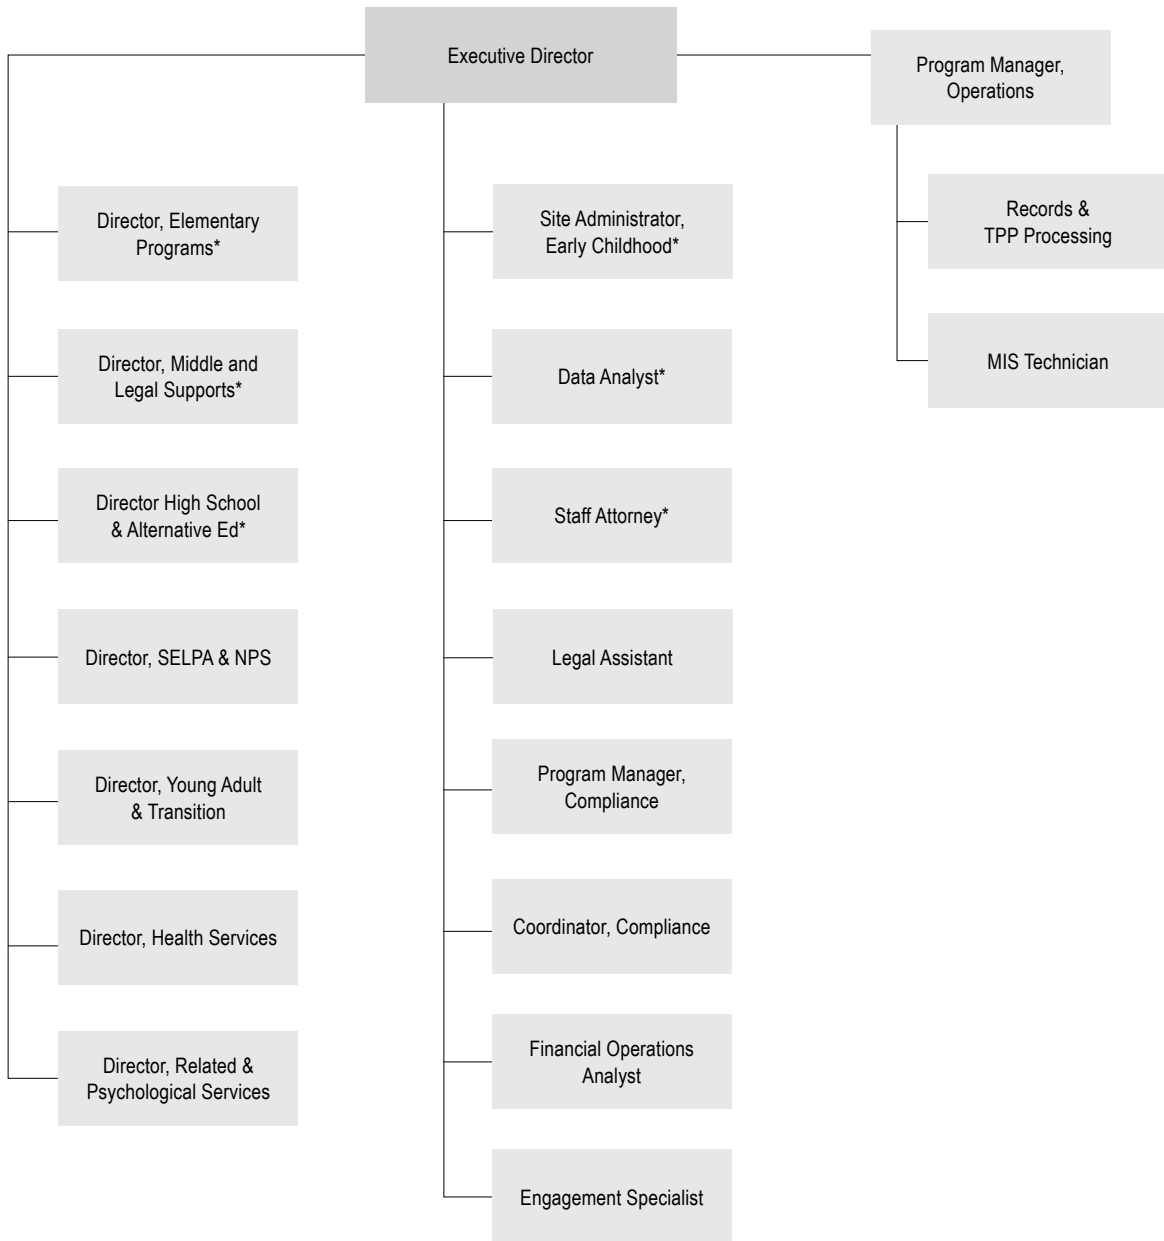 Executive Director
Program Manager,
Operations
Director, Elementary
Programs*
Site Administrator,
Early Childhood*
Records &
TPP Processing
Director, Middle and
Legal Supports*
Data Analyst*
MIS Technician
Director High School
& Alternative Ed*
Staff Attorney*
Director, SELPA & NPS
Legal Assistant
Director, Young Adult
& Transition
Program Manager,
Compliance
Director, Health Services
Coordinator, Compliance
Director, Related &
Psychological Services
Financial Operations
Analyst
Engagement Specialist